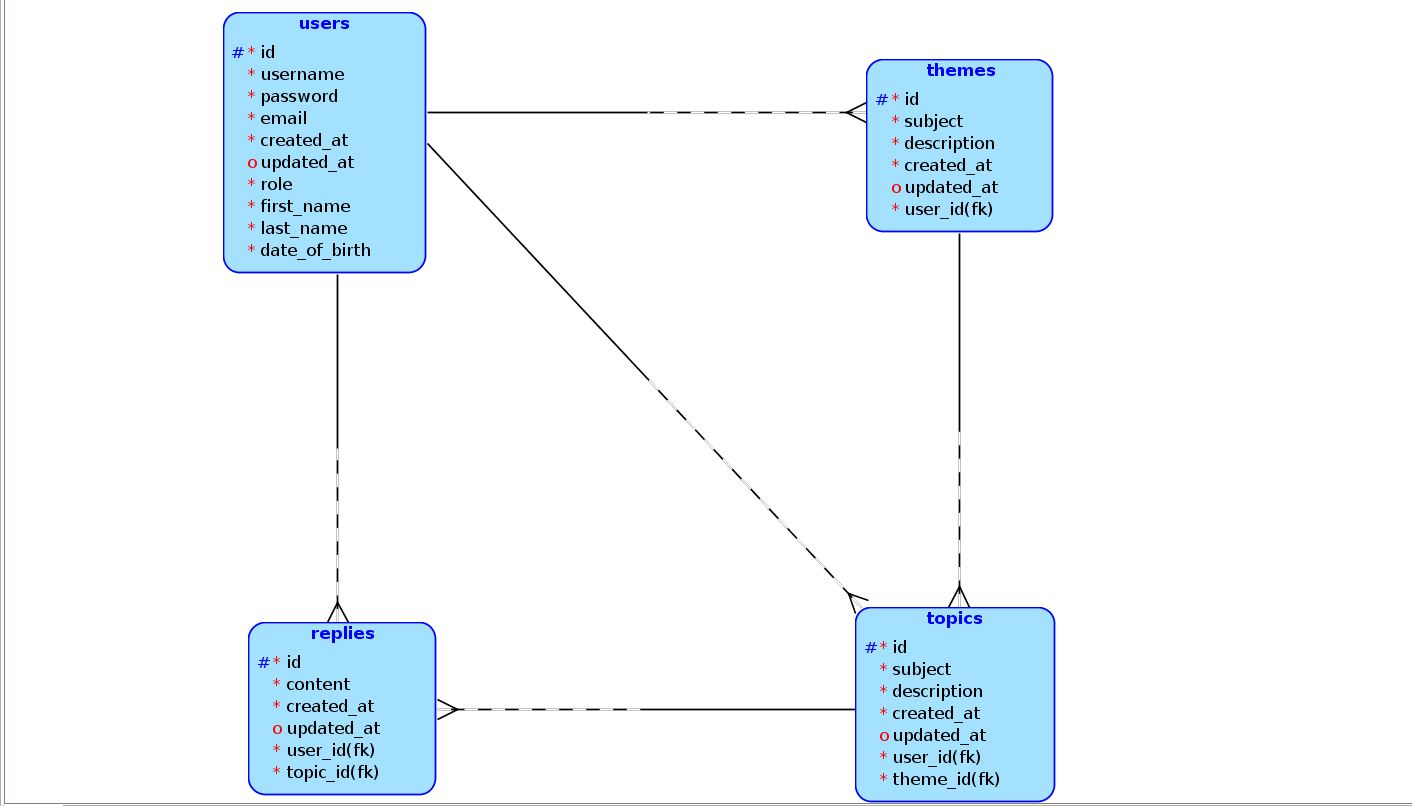 users
# * id
* username
* password
* email
* created_at
o updated_at
* role
* first_name
* last_name
* date_of_birth
themes
# * id
* subject
* description
* created_at
o updated_at
* user_id(fk)
replies
# * id
* content
* created_at
o updated_at
* user_id(fk)
* topic_id(fk)
topics
# * id
* subject
* description
* created_at
o updated_at
* user_id(fk)
* theme_id(fk)